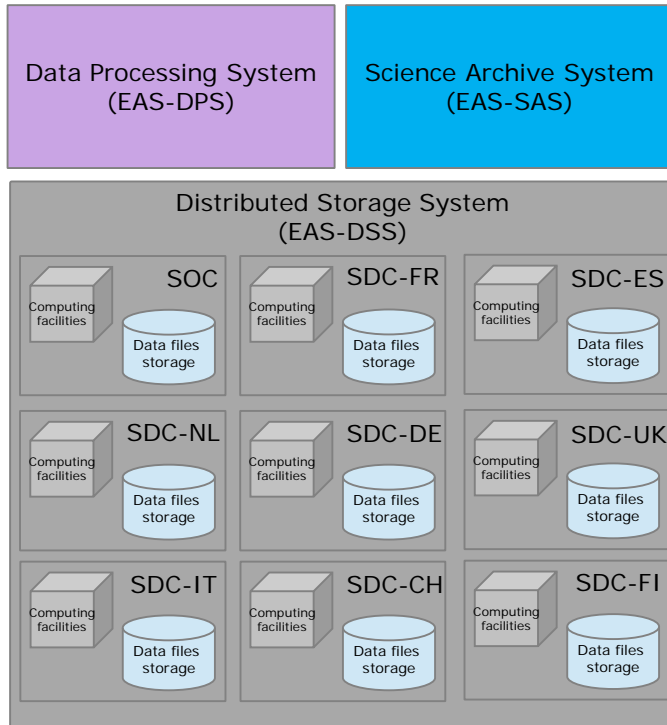 Data Processing System
(EAS-DPS)
Science Archive System
(EAS-SAS)
Distributed Storage System
(EAS-DSS)
SOC
Computing
facilities
Data files
storage
SDC-FR
Computing
facilities
Data files
storage
SDC-ES
Computing
facilities
Data files
storage
SDC-NL
Computing
facilities
Data files
storage
SDC-DE
Computing
facilities
Data files
storage
SDC-UK
Computing
facilities
Data files
storage
SDC-IT
Computing
facilities
Data files
storage
SDC-CH
Computing
facilities
Data files
storage
SDC-FI
Computing
facilities
Data files
storage